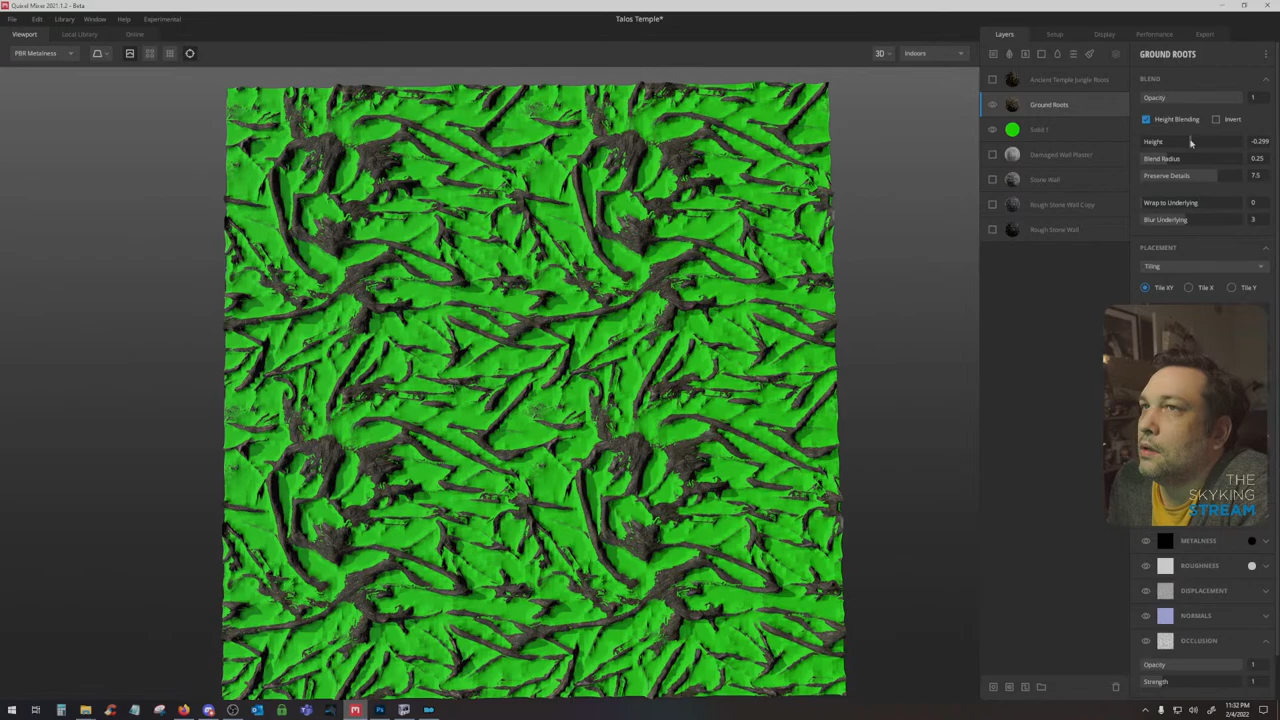 Quixel Mixer 2021.1.2 - Beta
File Edit Library Window Help Experimental
Talos Temple*
Viewport Local Library Online
Layers Setup Display Performance Export
PBR Metalness
3D Indoors
GROUND ROOTS
Ancient Temple Jungle Roots
Ground Roots
Solid 1
Damaged Wall Plaster
Stone Wall
Rough Stone Wall Copy
Rough Stone Wall
BLEND
Opacity 1
Height Blending Invert
Height -0.299
Blend Radius 0.25
Preserve Details 7.5
Wrap to Underlying 0
Blur Underlying 3
PLACEMENT
Tiling
Tile XY Tile X Tile Y
THE
SKYKING
STREAM
METALNESS
ROUGHNESS
DISPLACEMENT
NORMALS
OCCLUSION
Opacity 1
Strength 1
11:32 PM
2/4/2022